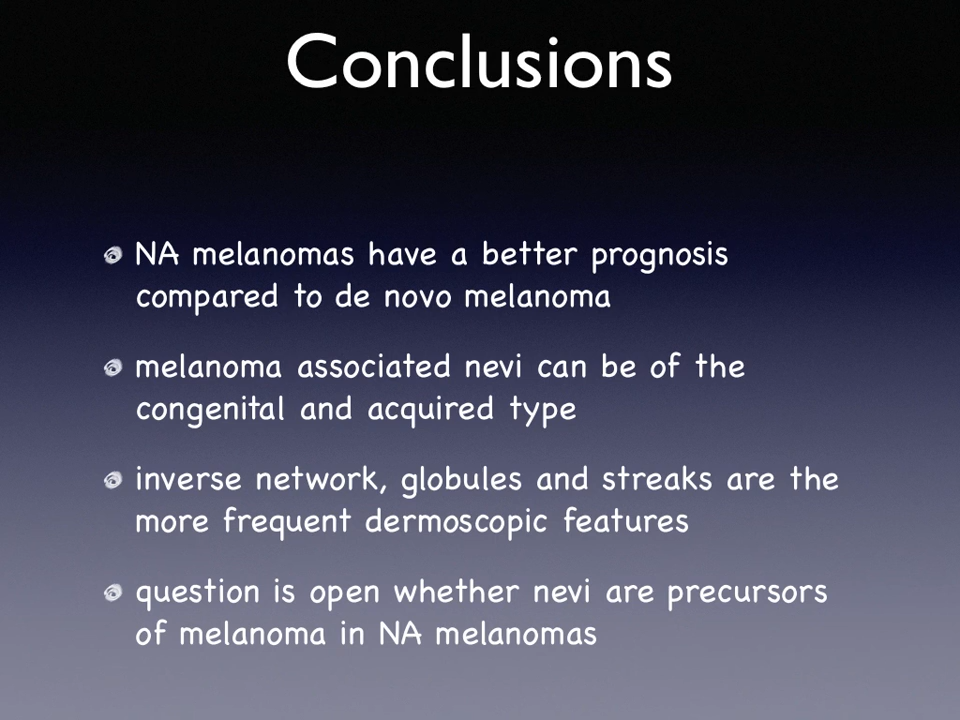 Conclusions
NA melanomas have a better prognosis
compared to de novo melanoma
melanoma associated nevi can be of the
congenital and acquired type
inverse network, globules and streaks are the
more frequent dermoscopic features
question is open whether nevi are precursors
of melanoma in NA melanomas